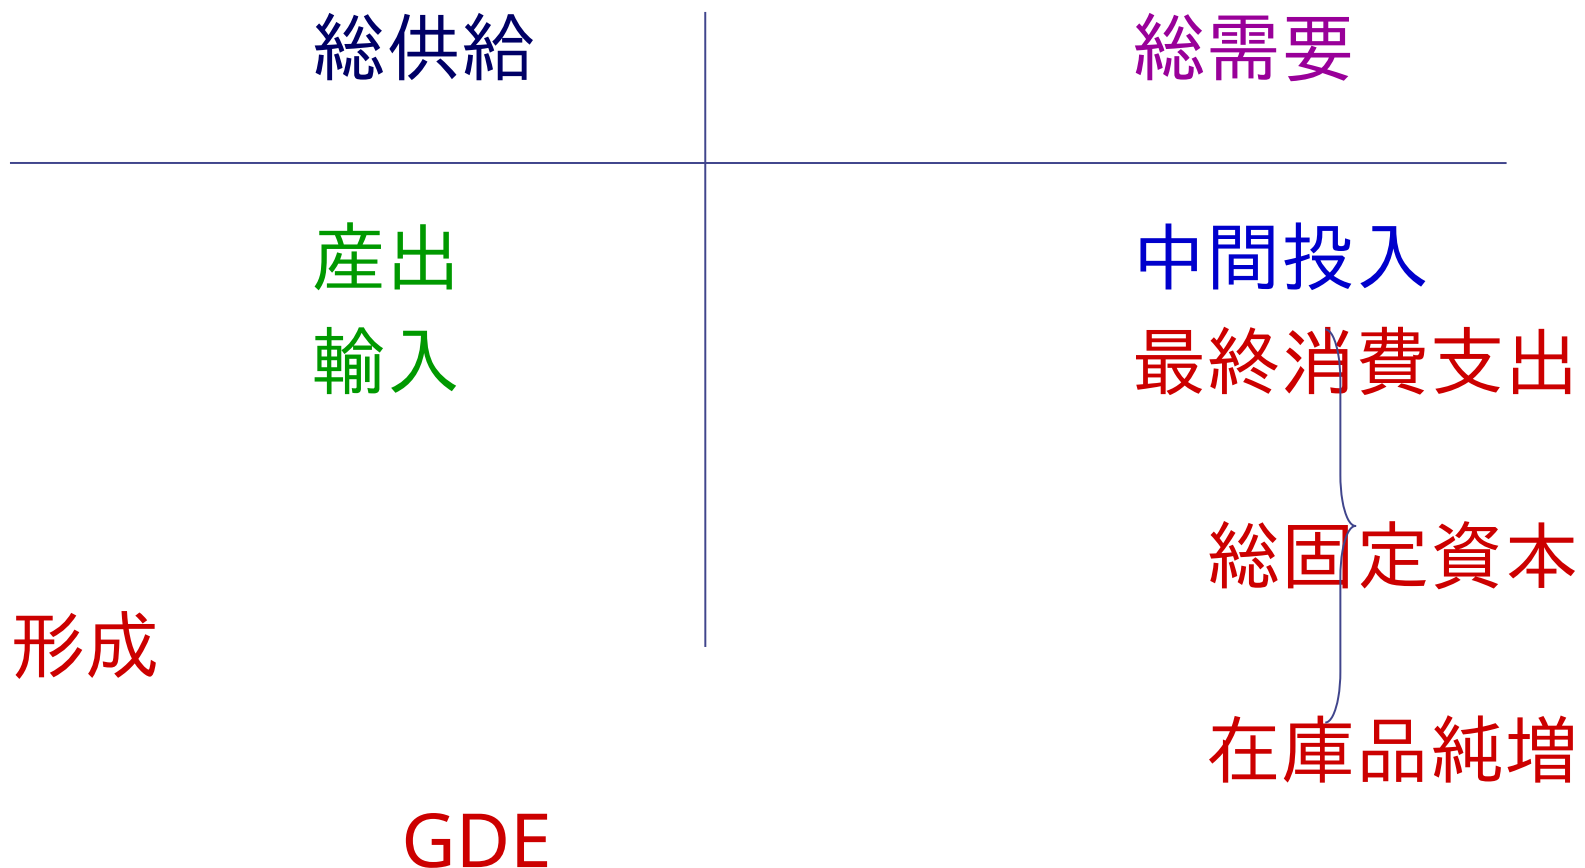 総供給 総需要
産出 中間投入
輸入 最終消費支出
総固定資本
形成
在庫品純増
GDE